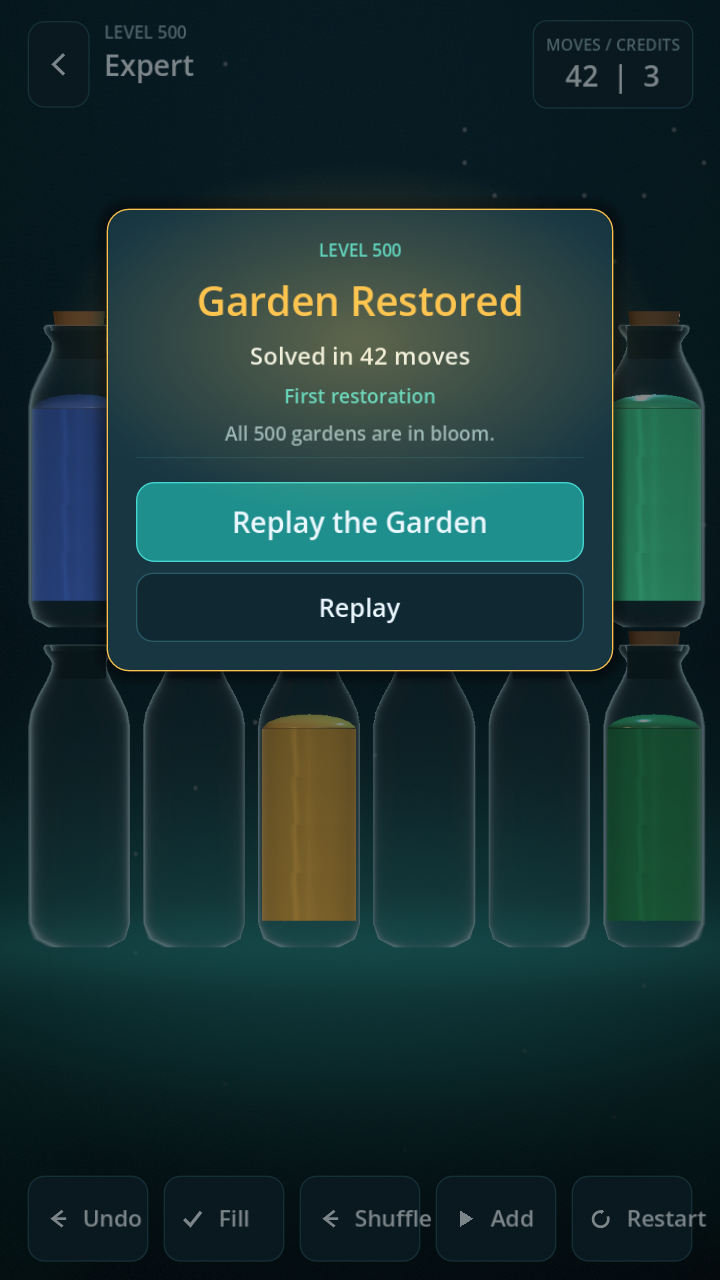 LEVEL 500
Expert
MOVES / CREDITS
42 | 3
LEVEL 500
Garden Restored
Solved in 42 moves
First restoration
All 500 gardens are in bloom.
Replay the Garden
Replay
Undo
Fill
Shuffle
Add
Restart